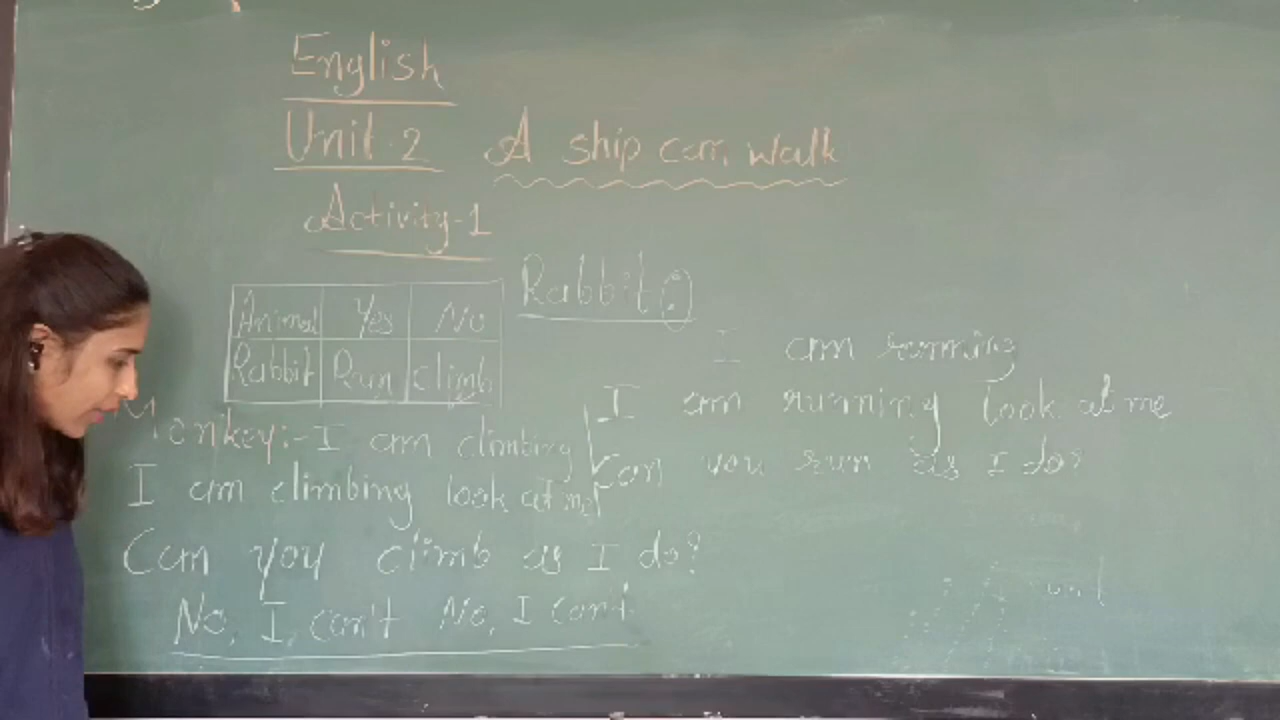 English
Unit-2 A ship can walk
Activity-1
Animal Yes No
Rabbit Run climb
Monkey:- I am climbing
I am climbing look at me
Can you climb as I do?
No, I can't No, I can't
Rabbit:
I am running
I am running look at me
Can you run as I do?